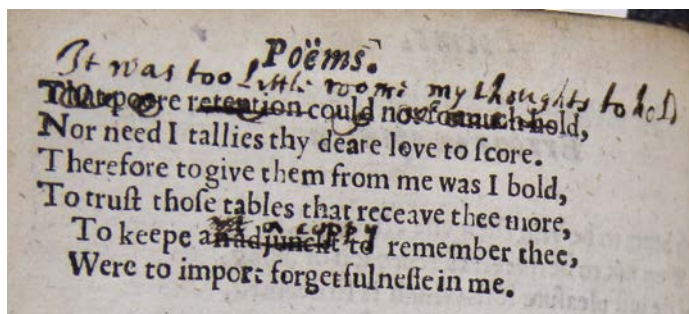 Poëms.
It was too little roome my thoughts to hold
That poore retention could not so much hold,
Nor need I tallies thy deare love to ſcore.
Therefore to give them from me was I bold,
To truſt thoſe tables that receave thee more,
a coppy
To keepe an adjunckt to remember thee,
Were to import forgetfulneſſe in me.